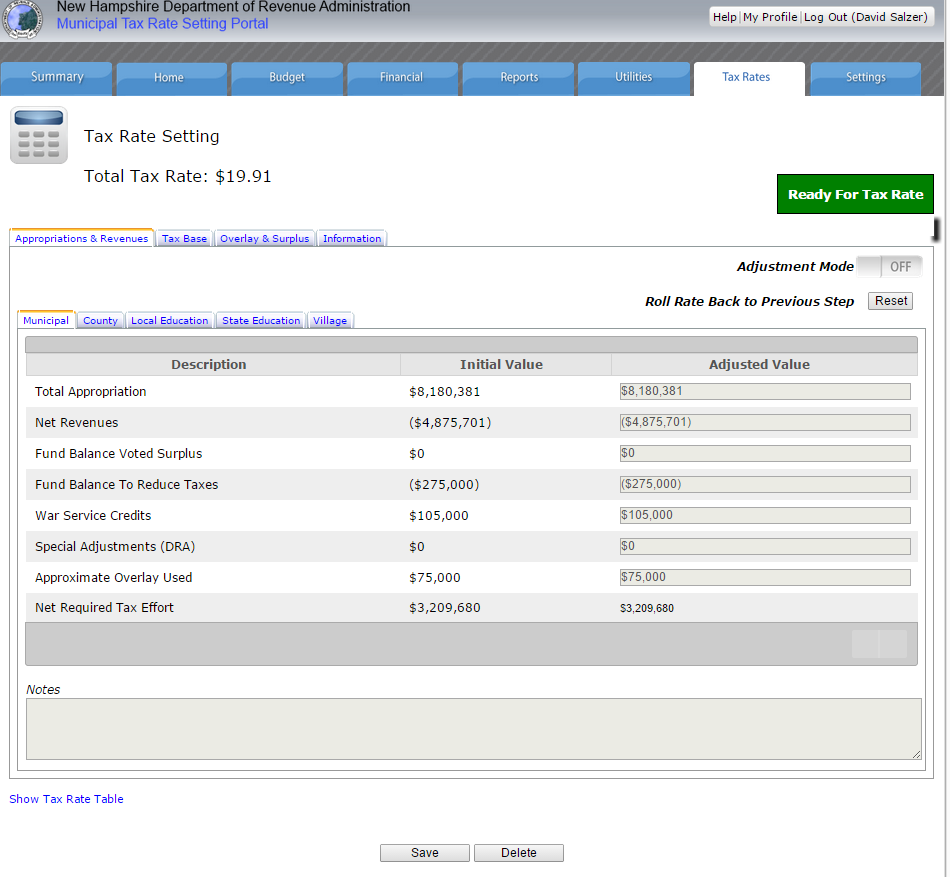 New Hampshire Department of Revenue Administration
Municipal Tax Rate Setting Portal
Help | My Profile | Log Out (David Salzer)
Summary Home Budget Financial Reports Utilities Tax Rates Settings
Tax Rate Setting
Total Tax Rate: $19.91
Ready For Tax Rate
Appropriations & Revenues Tax Base Overlay & Surplus Information
Adjustment Mode OFF
Roll Rate Back to Previous Step Reset
Municipal County Local Education State Education Village
Description Initial Value Adjusted Value
Total Appropriation $8,180,381 $8,180,381
Net Revenues ($4,875,701) ($4,875,701)
Fund Balance Voted Surplus $0 $0
Fund Balance To Reduce Taxes ($275,000) ($275,000)
War Service Credits $105,000 $105,000
Special Adjustments (DRA) $0 $0
Approximate Overlay Used $75,000 $75,000
Net Required Tax Effort $3,209,680 $3,209,680
Notes
Show Tax Rate Table
Save Delete